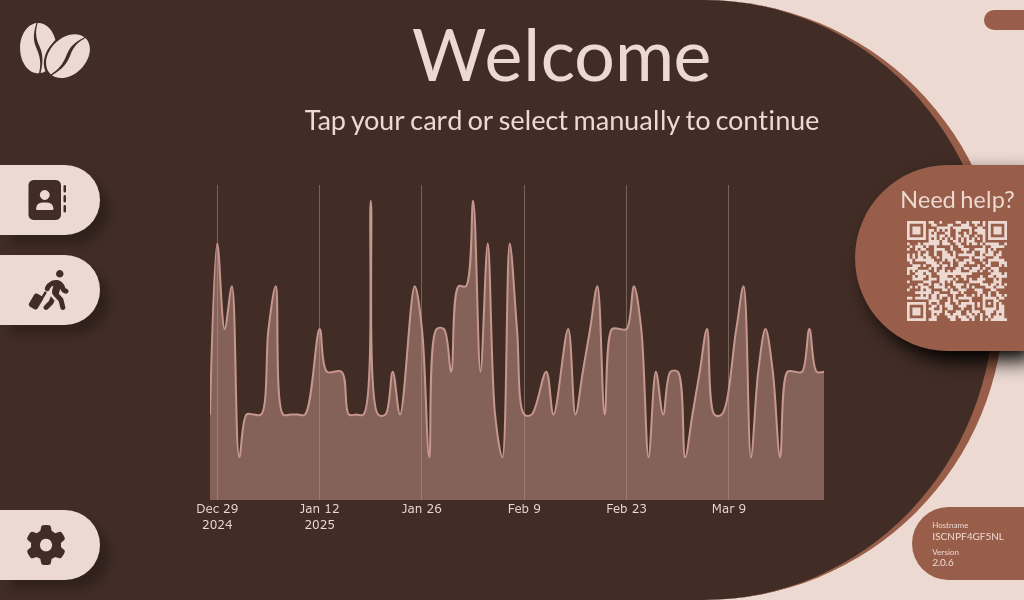 Welcome
Tap your card or select manually to continue
Need help?
Dec 29
2024
Jan 12
2025
Jan 26
Feb 9
Feb 23
Mar 9
Hostname
ISCNPF4GF5NL
Version
2.0.6